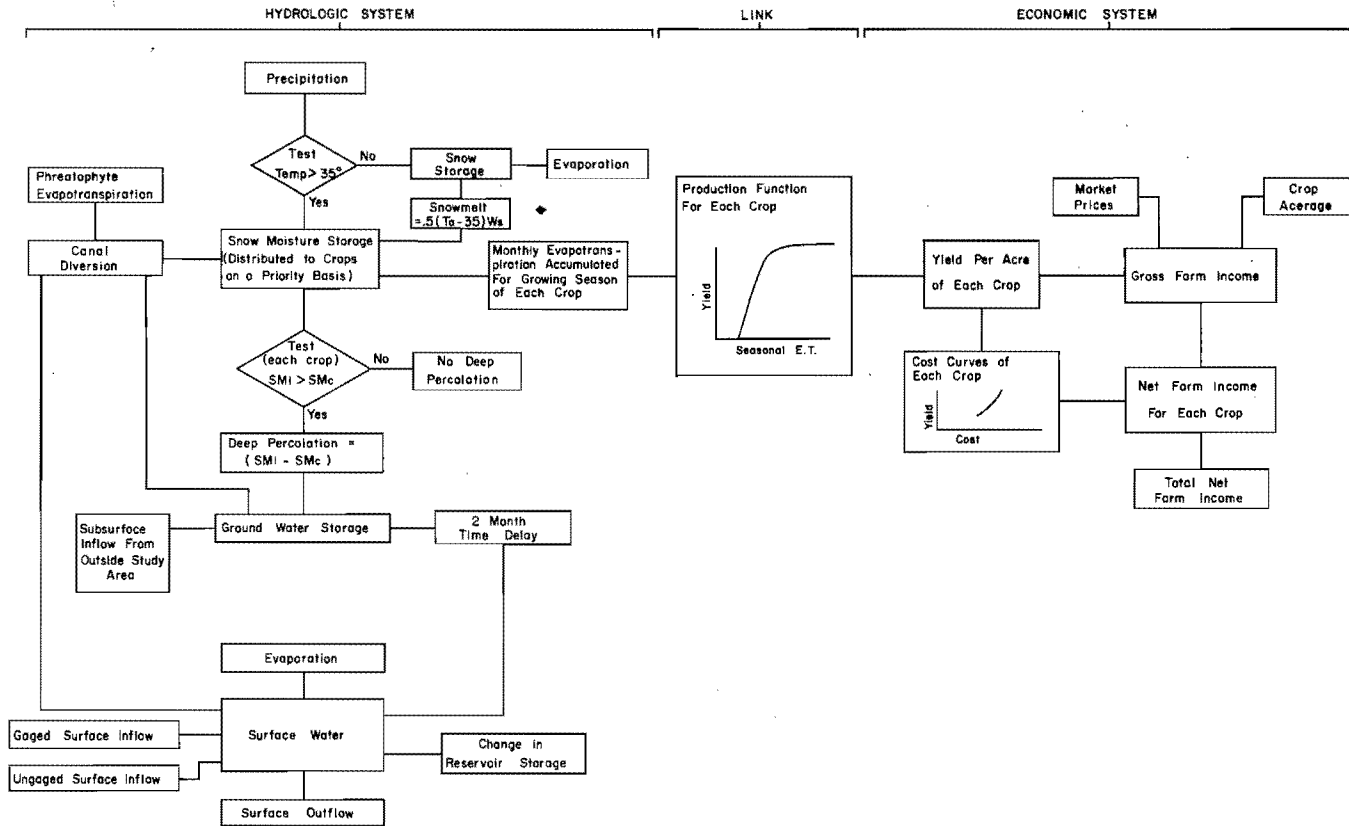 HYDROLOGIC SYSTEM
LINK
ECONOMIC SYSTEM
Precipitation
Test
Temp > 35°
No
Yes
Snow
Storage
Evaporation
Snowmelt
=.5(Ta-35)Ws
Phreatophyte
Evapotranspiration
Canal
Diversion
Snow Moisture Storage
(Distributed to Crops
on a Priority Basis)
Monthly Evapotrans-
piration Accumulated
For Growing Season
of Each Crop
Test
(each crop)
SMI > SMc
No
Yes
No Deep
Percolation
Deep Percolation =
(SMI - SMc)
Subsurface
Inflow From
Outside Study
Area
Ground Water Storage
2 Month
Time Delay
Evaporation
Surface Water
Gaged Surface Inflow
Ungaged Surface Inflow
Change in
Reservoir Storage
Surface Outflow
Production Function
For Each Crop
Yield
Seasonal E.T.
Yield Per Acre
of Each Crop
Cost Curves of
Each Crop
Yield
Cost
Market
Prices
Crop
Acerage
Gross Farm Income
Net Farm Income
For Each Crop
Total Net
Farm Income